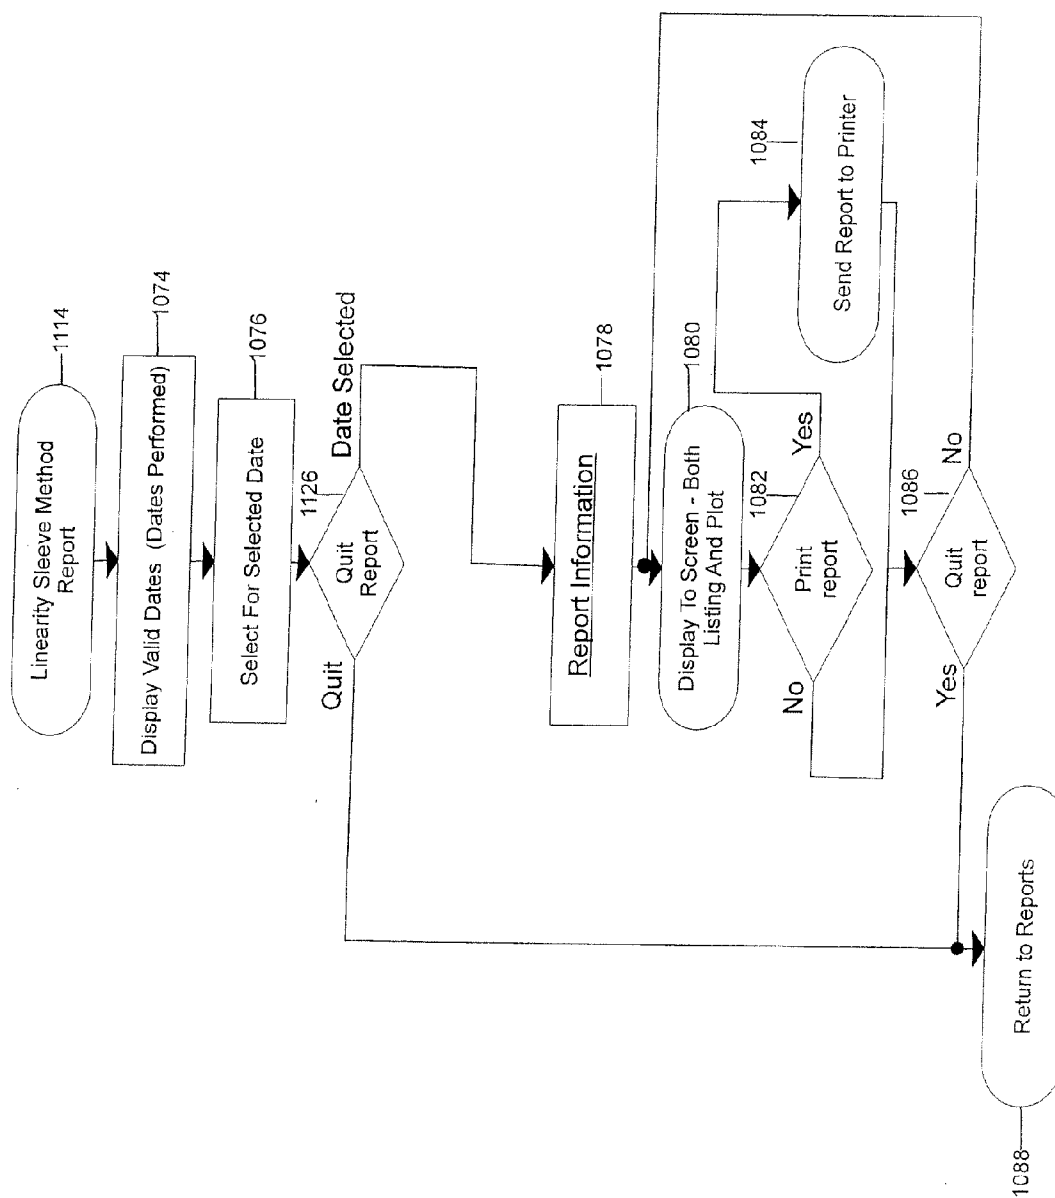 Linearity Sleeve Method
Report
1114
Display Valid Dates (Dates Performed)
1074
Select For Selected Date
1076
Quit
Report
1126
Quit
Date Selected
Report Information
1078
Display To Screen - Both
Listing And Plot
1080
Print
report
1082
No
Yes
Send Report to Printer
1084
Quit
report
1086
Yes
No
Return to Reports
1088